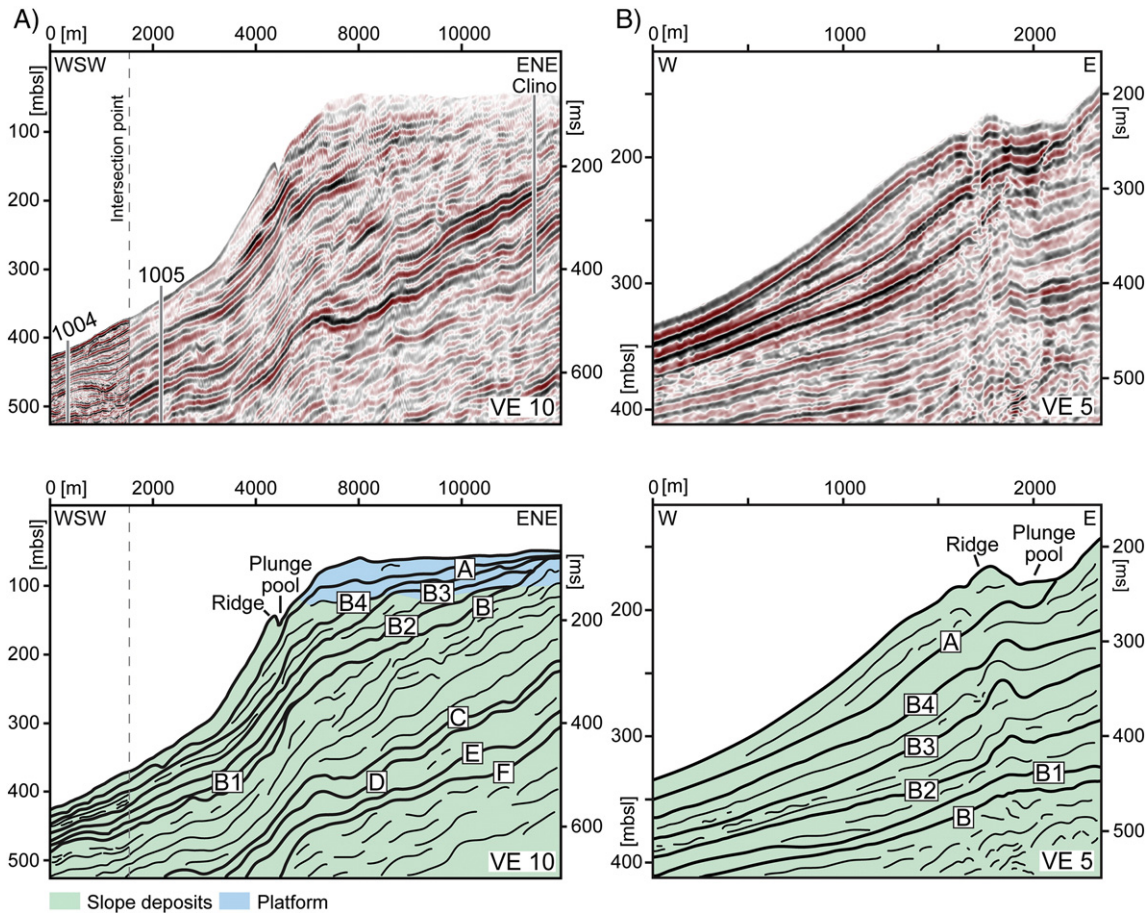 A)
0 [m] 2000 4000 6000 8000 10000
WSW ENE
Clino
[mbsl]
100
200
300
400
500
Intersection point
1004
1005
[ms]
200
400
600
VE 10
B)
0 [m] 1000 2000
W E
200
300
[mbsl]
400
200
[ms]
300
400
500
VE 5
0 [m] 2000 4000 6000 8000 10000
WSW ENE
[mbsl]
100
200
300
400
500
Plunge
pool
Ridge
A
B3
B4
B
B2
C
E
B1
D
F
[ms]
200
400
600
VE 10
0 [m] 1000 2000
W E
Ridge
Plunge
pool
200
300
[mbsl]
400
A
B4
B3
B1
B2
B
200
[ms]
300
400
500
VE 5
Slope deposits Platform